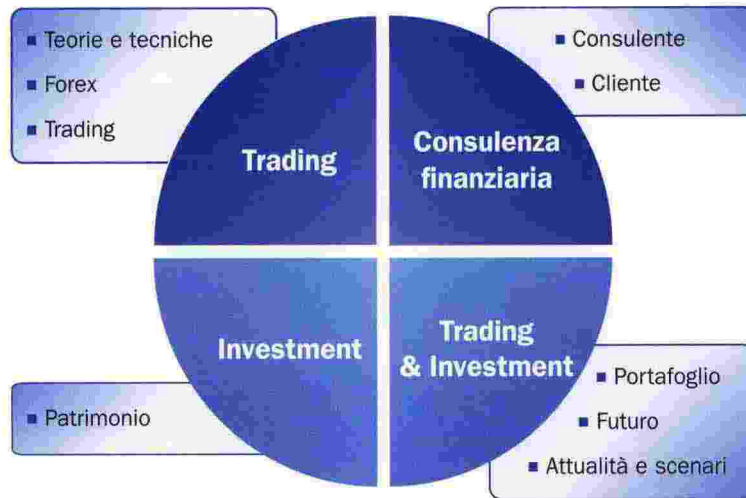 Teorie e tecniche
Forex
Trading
Consulente
Cliente
Trading
Consulenza
finanziaria
Investment
Trading
& Investment
Patrimonio
Portafoglio
Futuro
Attualità e scenari